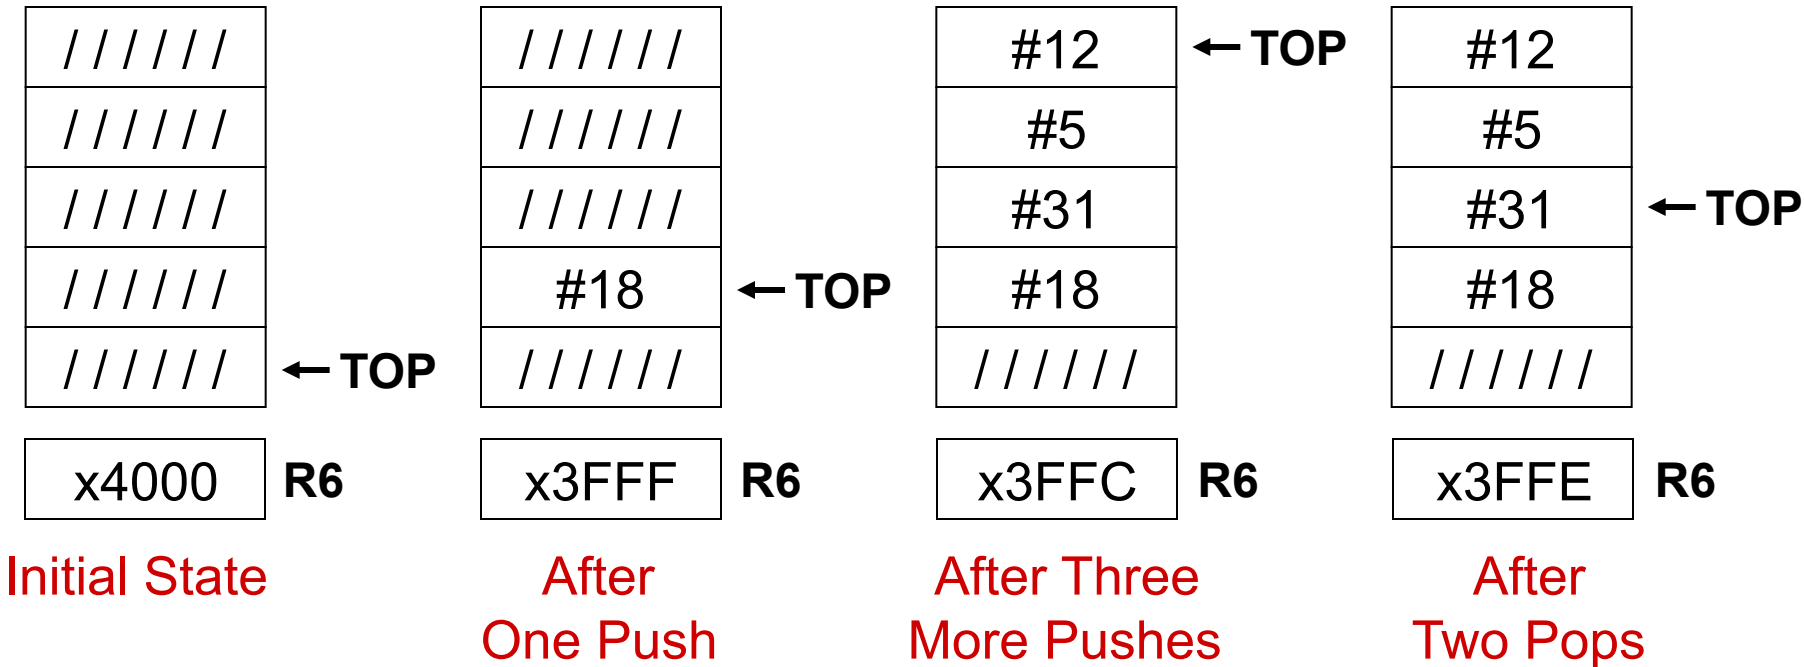 / / / / / /
/ / / / / /
/ / / / / /
/ / / / / /
/ / / / / / ← TOP
x4000 R6
Initial State
/ / / / / /
/ / / / / /
/ / / / / /
#18 ← TOP
/ / / / / /
x3FFF R6
After
One Push
#12 ← TOP
#5
#31
#18
/ / / / / /
x3FFC R6
After Three
More Pushes
#12
#5
#31 ← TOP
#18
/ / / / / /
x3FFE R6
After
Two Pops